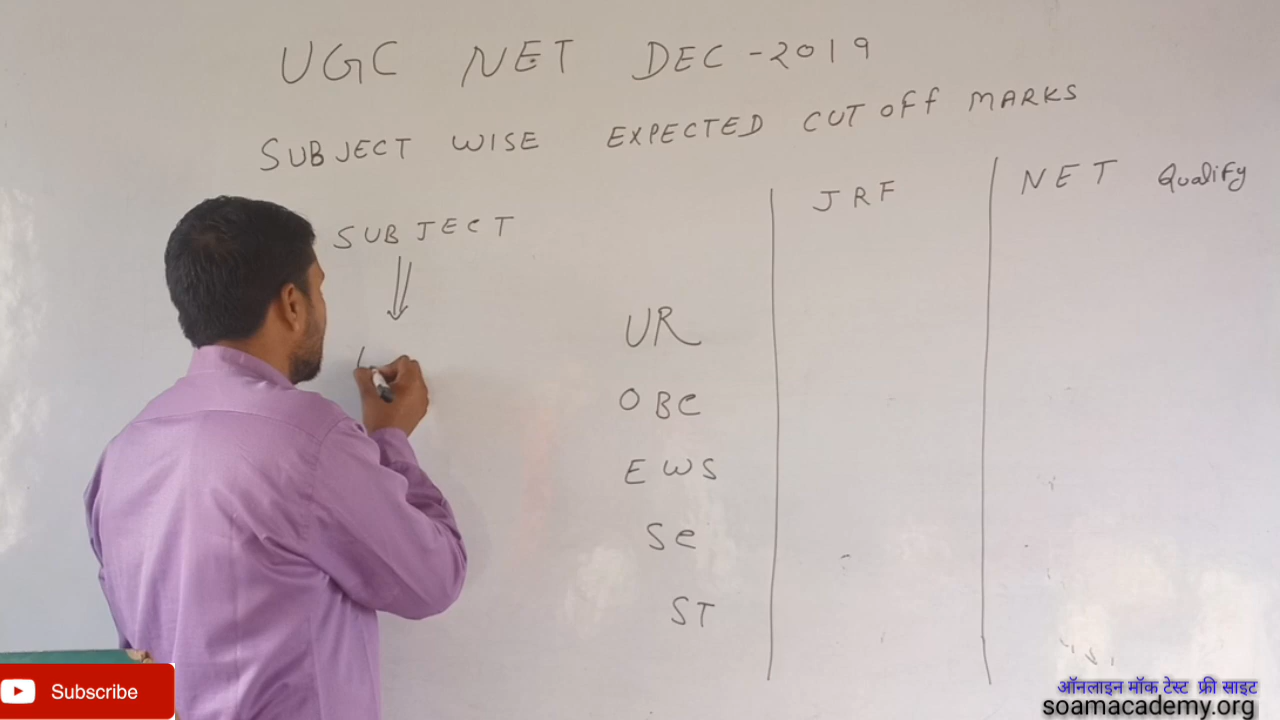 UGC NET DEC-2019
SUBJECT WISE EXPECTED CUT OFF MARKS
SUBJECT JRF NET Qualify
UR
OBC
EWS
SC
ST
Subscribe
ऑनलाइन मॉक टेस्ट फ्री साइट
soamacademy.org